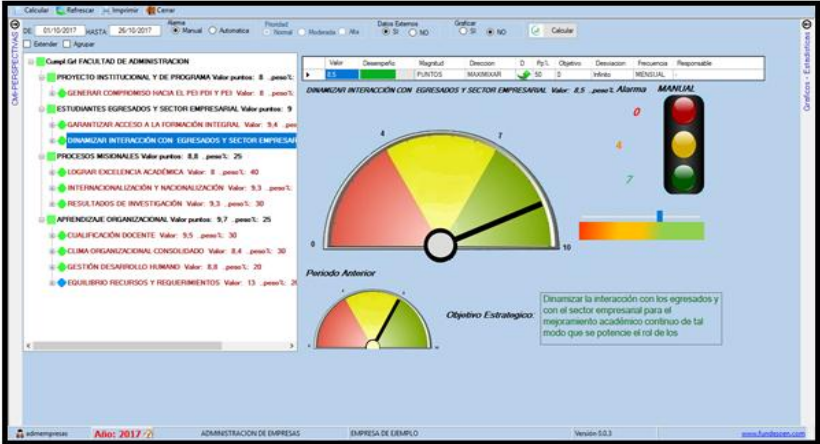 Calcular Refrescar Imprimir Cerrar
DE: 01/10/2017 HASTA: 26/10/2017
Alarma
Manual Automatica
Prioridad
Normal Moderada Alta
Datos Externos
SI NO
Graficar
SI NO
Calcular
Extender Agrupar
CMI-PERSPECTIVAS
Graficos - Estadisticas
Cumpl.Grl FACULTAD DE ADMINISTRACION
PROYECTO INSTITUCIONAL Y DE PROGRAMA Valor puntos: 8 ..peso%:
GENERAR COMPROMISO HACIA EL PEI PDI Y PEF Valor: 8 ..peso%:
ESTUDIANTES EGRESADOS Y SECTOR EMPRESARIAL Valor puntos: 9
GARANTIZAR ACCESO A LA FORMACIÓN INTEGRAL Valor: 9,4 ..pes
DINAMIZAR INTERACCIÓN CON EGRESADOS Y SECTOR EMPRESAR
PROCESOS MISIONALES Valor puntos: 8,8 ..peso%: 25
LOGRAR EXCELENCIA ACADÉMICA Valor: 8 ..peso%: 40
INTERNACIONALIZACIÓN Y NACIONALIZACIÓN Valor: 9,3 ..peso%: 30
RESULTADOS DE INVESTIGACIÓN Valor: 9,3 ..peso%: 30
APRENDIZAJE ORGANIZACIONAL Valor puntos: 9,7 ..peso%: 25
CUALIFICACIÓN DOCENTE Valor: 9,5 ..peso%: 30
CLIMA ORGANIZACIONAL CONSOLIDADO Valor: 8,4 ..peso%: 30
GESTIÓN DESARROLLO HUMANO Valor: 8,8 ..peso%: 20
EQUILIBRIO RECURSOS Y REQUERIMIENTOS Valor: 13 ..peso%: 20
Valor Desempeño Magnitud Direccion D Pp% Objetivo Desviacion Frecuencia Responsable
8,5 PUNTOS MAXIMIXAR 50 0 Infinito MENSUAL -
DINAMIZAR INTERACCIÓN CON EGRESADOS Y SECTOR EMPRESARIAL Valor: 8,5 ..peso% Alarma MANUAL
0
4
7
4
7
0
10
Periodo Anterior
Objetivo Estrategico:
Dinamizar la interacción con los egresados y
con el sector empresarial para el
mejoramiento académico continuo de tal
modo que se potencie el rol de los
admempresas Año: 2017 ADMINISTRACION DE EMPRESAS EMPRESA DE EJEMPLO Versión-5.0.3 www.fundescen.com